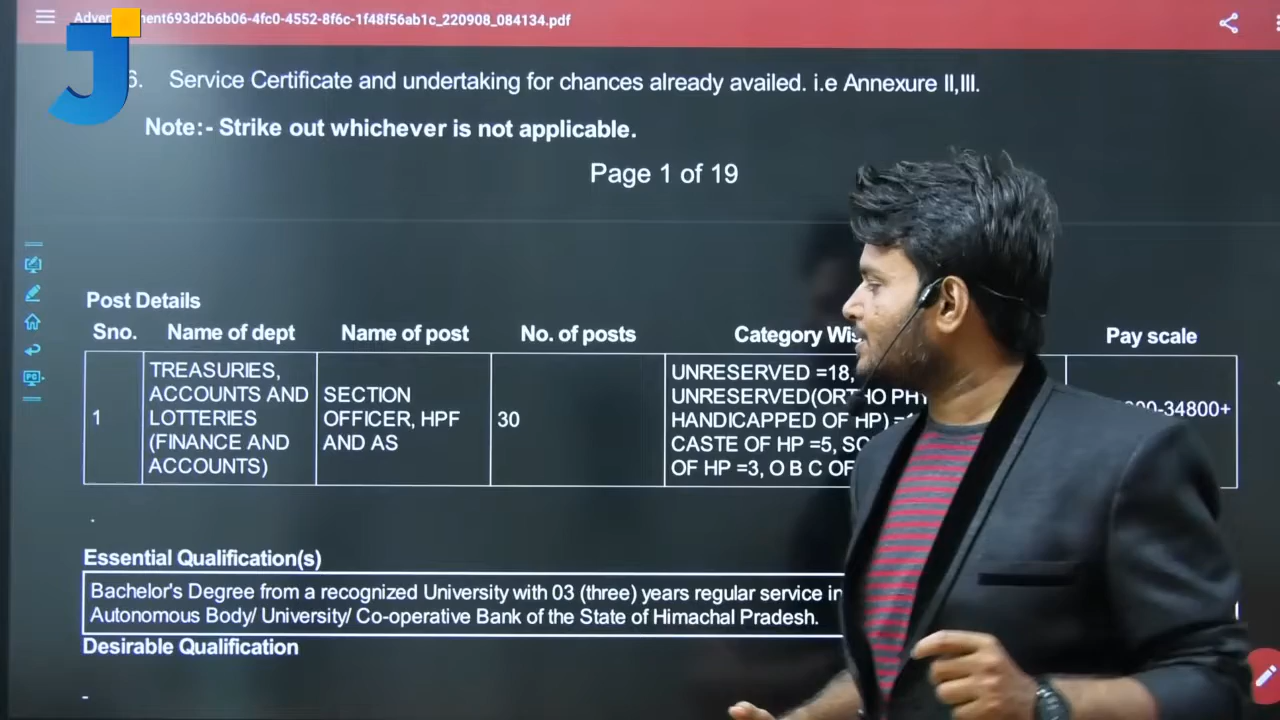 Adver ment693d2b6b06-4fc0-4552-8f6c-1f48f56ab1c_220908_084134.pdf
6. Service Certificate and undertaking for chances already availed. i.e Annexure II,III.
Note:- Strike out whichever is not applicable.
Page 1 of 19
Post Details
Sno. Name of dept Name of post No. of posts Category Wis Pay scale
1
TREASURIES,
ACCOUNTS AND
LOTTERIES
(FINANCE AND
ACCOUNTS)
SECTION
OFFICER, HPF
AND AS
30
UNRESERVED =18,
UNRESERVED(ORTHO PHY
HANDICAPPED OF HP) =
CASTE OF HP =5, SC
OF HP =3, O B C OF
00-34800+
Essential Qualification(s)
Bachelor's Degree from a recognized University with 03 (three) years regular service in
Autonomous Body/ University/ Co-operative Bank of the State of Himachal Pradesh.
Desirable Qualification
-